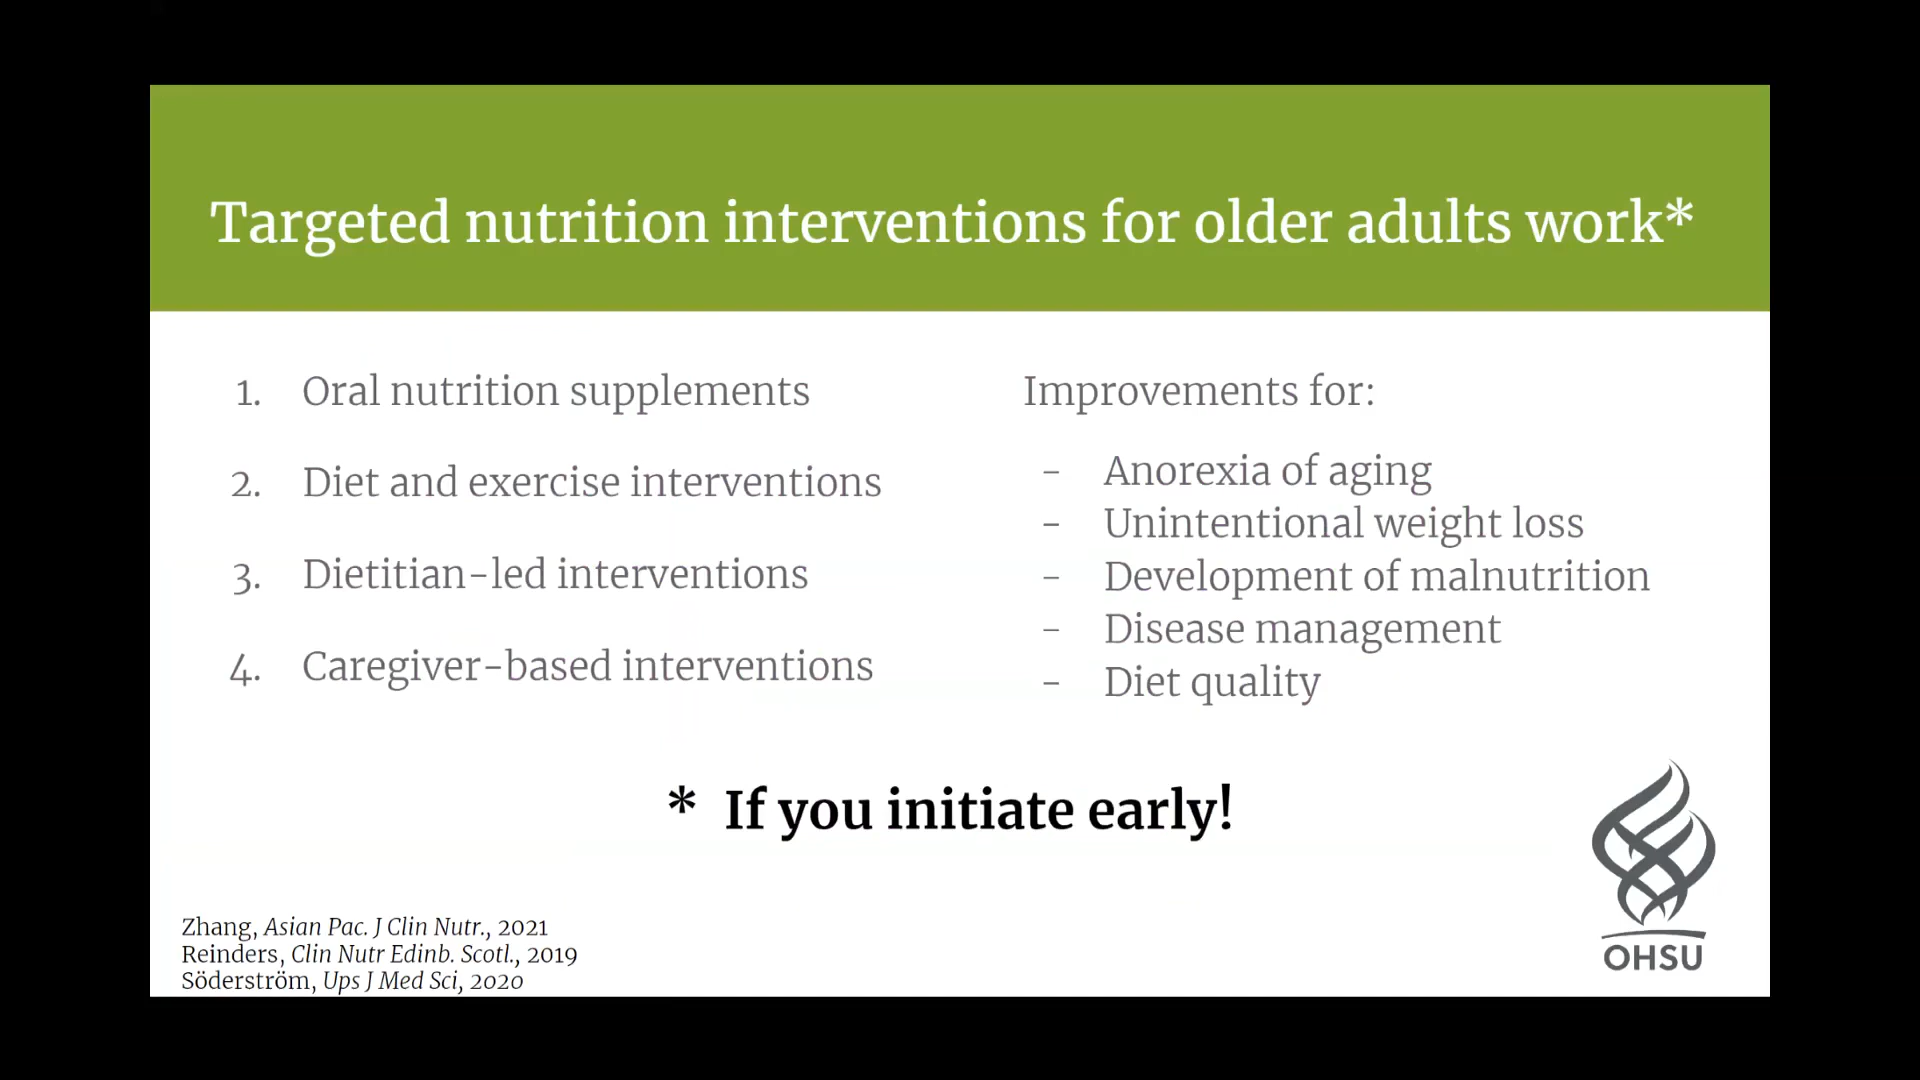 Targeted nutrition interventions for older adults work*
1. Oral nutrition supplements
2. Diet and exercise interventions
3. Dietitian-led interventions
4. Caregiver-based interventions
Improvements for:
- Anorexia of aging
- Unintentional weight loss
- Development of malnutrition
- Disease management
- Diet quality
* If you initiate early!
Zhang, Asian Pac. J Clin Nutr., 2021
Reinders, Clin Nutr Edinb. Scotl., 2019
Söderström, Ups J Med Sci, 2020
OHSU